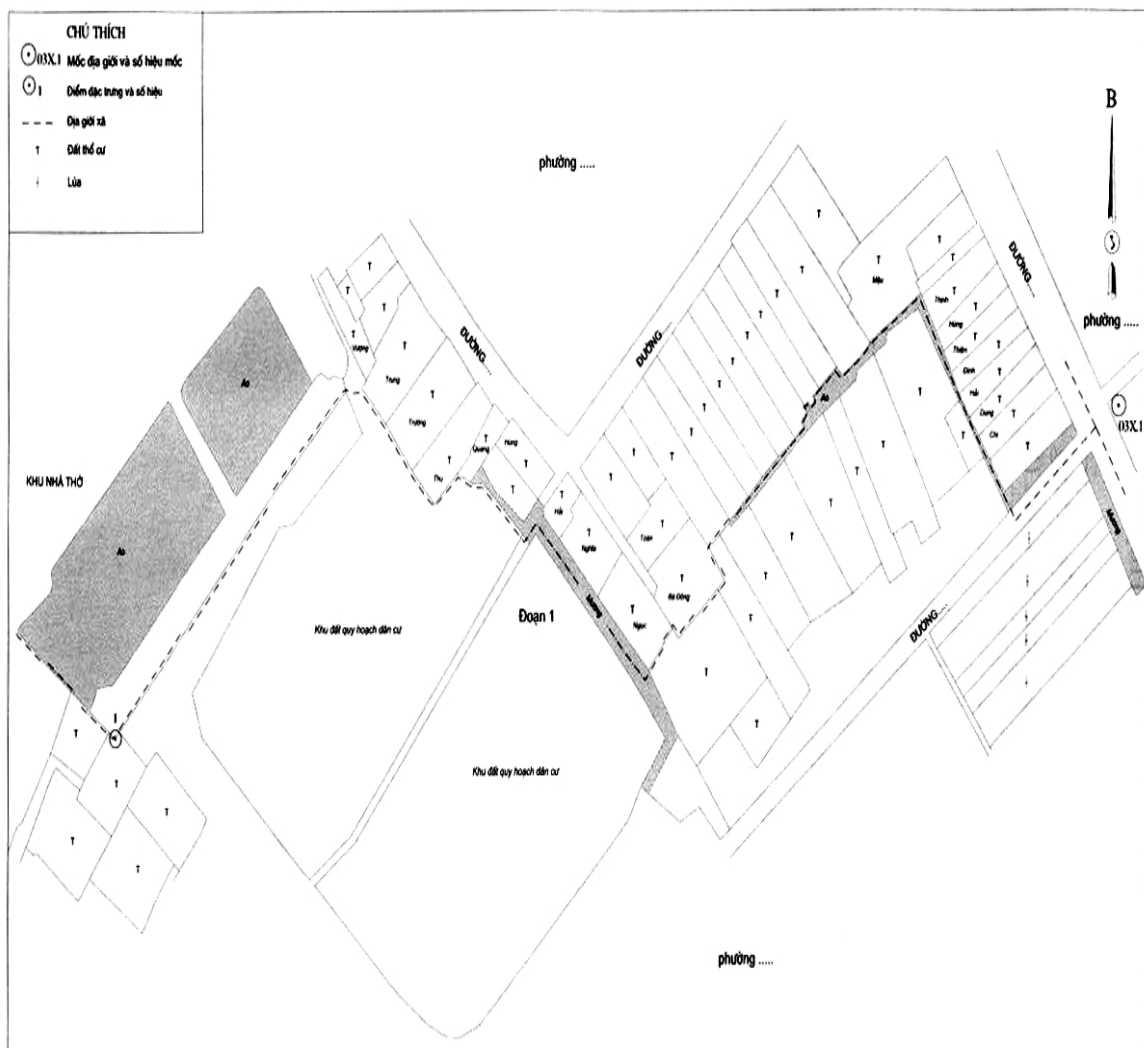 CHÚ THÍCH
03X.1 Mốc địa giới và số hiệu mốc
1 Điểm đặc trưng và số hiệu
Địa giới xã
T Đất thổ cư
Lúa
B
phường .....
phường .....
ĐƯỜNG.....
ĐƯỜNG.....
ĐƯỜNG.....
03X.1
T
T
T
T
T
Mậu
T
T
Thịnh
Hùng
T
Thiện
T
Định
T
Hải
T
Dung
T
Chi
T
T
T
T
T
Vượng
T
Trung
T
Trường
T
Thu
T
Quang
Hùng
T
T
Hải
T
Nghĩa
T
Ngọc
Toàn
T
Bà Đông
T
T
T
T
T
T
T
T
T
T
T
Ao
T
T
T
T
T
T
T
T
Ao
KHU NHÀ THỜ
Ao
Mương
Mương
Đoạn 1
Khu đất quy hoạch dân cư
Khu đất quy hoạch dân cư
ĐƯỜNG.....
1
T
T
T
T
T
phường .....